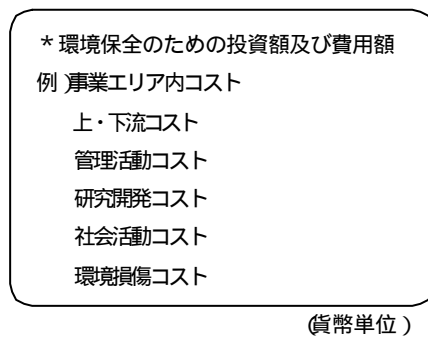 *環境保全のための投資額及び費用額
例)事業エリア内コスト
上・下流コスト
管理活動コスト
研究開発コスト
社会活動コスト
環境損傷コスト
(貨幣単位)